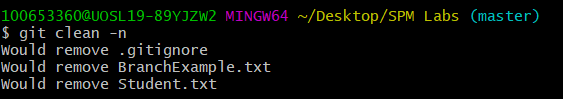 100653360@UOSL19-89YJZW2 MINGW64 ~/Desktop/SPM Labs (master)
$ git clean -n
Would remove .gitignore
Would remove BranchExample.txt
Would remove Student.txt